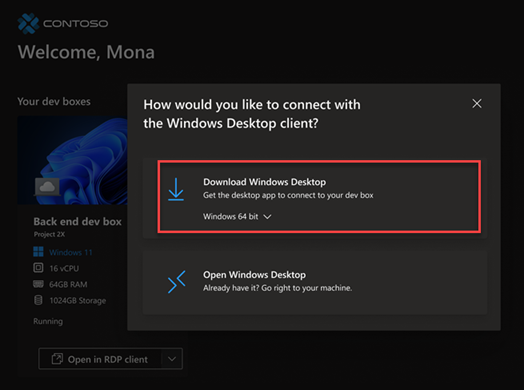 CONTOSO
Welcome, Mona
Your dev boxes
Back end dev box
Project 2X
Windows 11
16 vCPU
64GB RAM
1024GB Storage
Running
Open in RDP client
How would you like to connect with
the Windows Desktop client?
Download Windows Desktop
Get the desktop app to connect to your dev box
Windows 64 bit
Open Windows Desktop
Already have it? Go right to your machine.